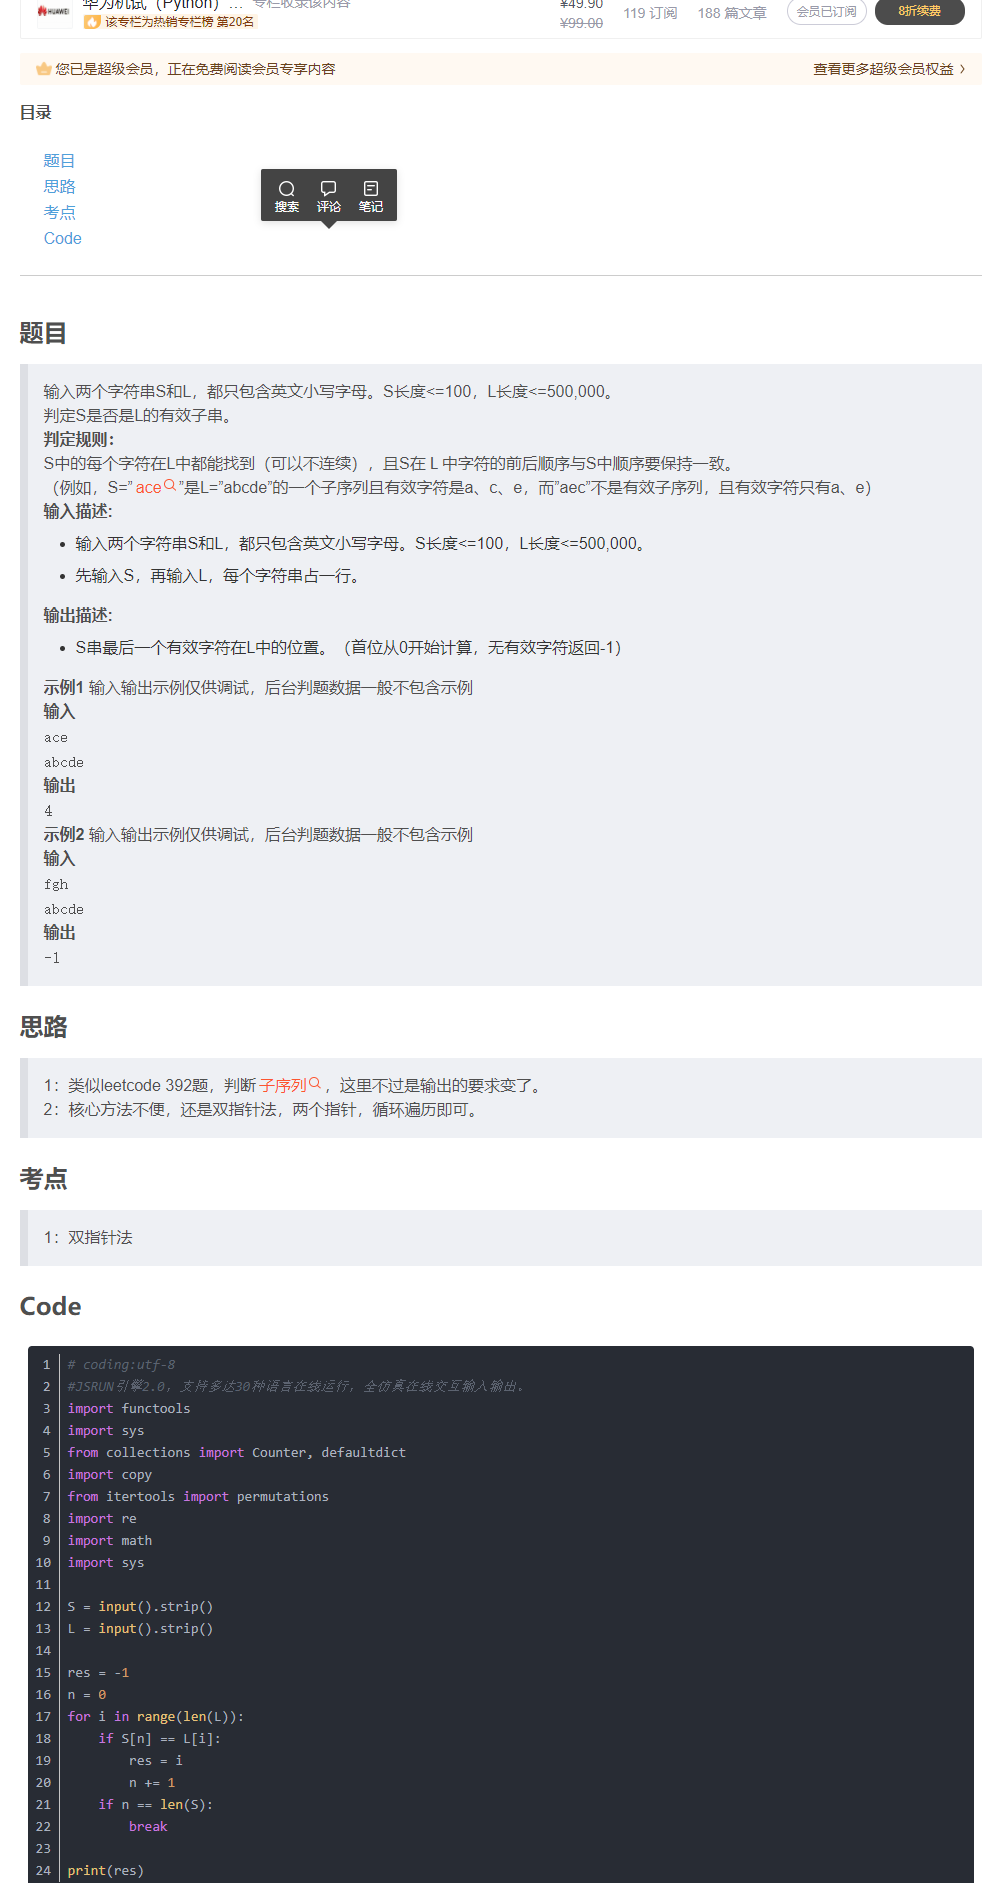 HUAWEI 华为机试（Python）… 专栏收录该内容 ¥49.90 119 订阅 188 篇文章 会员已订阅 8折续费
该专栏为热销专栏榜 第20名 ¥99.00
您已是超级会员，正在免费阅读会员专享内容 查看更多超级会员权益
目录
题目
思路
考点
Code
搜索 评论 笔记
题目
输入两个字符串S和L，都只包含英文小写字母。S长度<=100，L长度<=500,000。
判定S是否是L的有效子串。
判定规则：
S中的每个字符在L中都能找到（可以不连续），且S在 L 中字符的前后顺序与S中顺序要保持一致。
（例如，S=" ace "是L="abcde"的一个子序列且有效字符是a、c、e，而"aec"不是有效子序列，且有效字符只有a、e）
输入描述:
• 输入两个字符串S和L，都只包含英文小写字母。S长度<=100，L长度<=500,000。
• 先输入S，再输入L，每个字符串占一行。
输出描述:
• S串最后一个有效字符在L中的位置。（首位从0开始计算，无有效字符返回-1）
示例1 输入输出示例仅供调试，后台判题数据一般不包含示例
输入
ace
abcde
输出
4
示例2 输入输出示例仅供调试，后台判题数据一般不包含示例
输入
fgh
abcde
输出
-1
思路
1：类似leetcode 392题，判断 子序列 ，这里不过是输出的要求变了。
2：核心方法不便，还是双指针法，两个指针，循环遍历即可。
考点
1：双指针法
Code
1 # coding:utf-8
2 #JSRUN引擎2.0，支持多达30种语言在线运行，全仿真在线交互输入输出。
3 import functools
4 import sys
5 from collections import Counter, defaultdict
6 import copy
7 from itertools import permutations
8 import re
9 import math
10 import sys
11
12 S = input().strip()
13 L = input().strip()
14
15 res = -1
16 n = 0
17 for i in range(len(L)):
18     if S[n] == L[i]:
19         res = i
20         n += 1
21     if n == len(S):
22         break
23
24 print(res)